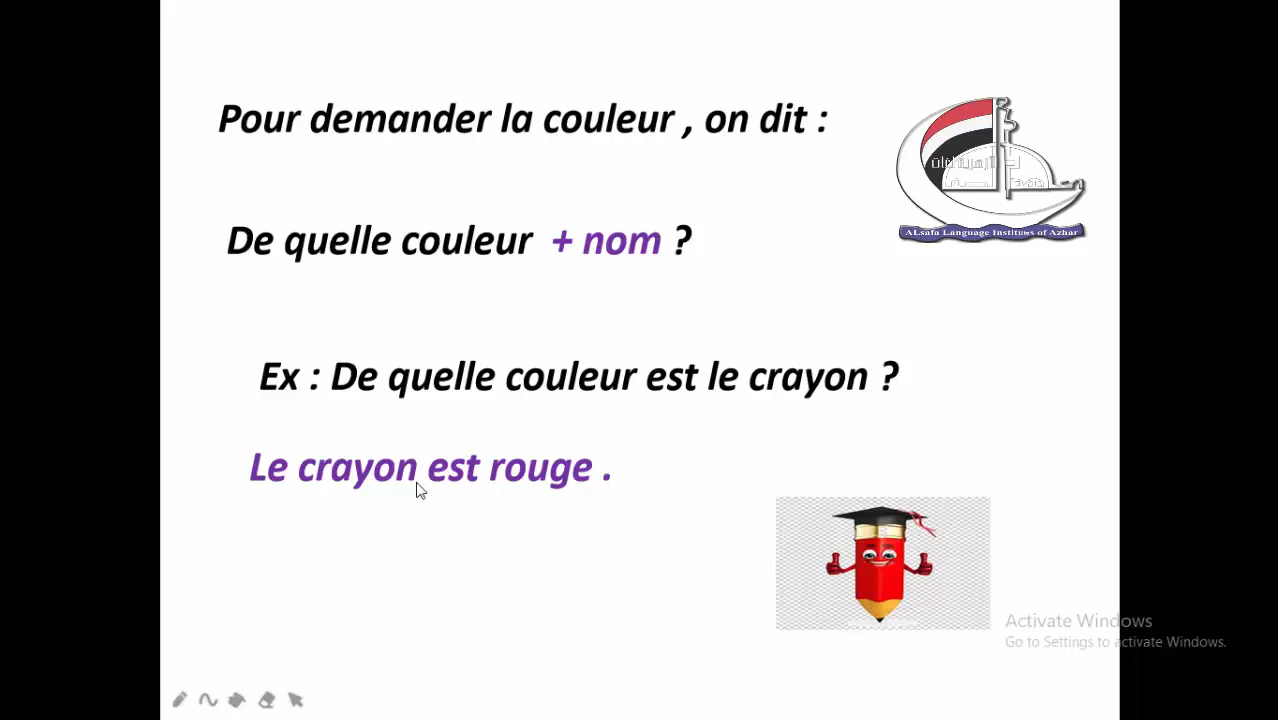 Pour demander la couleur , on dit :
De quelle couleur + nom ?
Ex : De quelle couleur est le crayon ?
Le crayon est rouge .
ALsafa Language Institutes of Azhar
Activate Windows
Go to Settings to activate Windows.